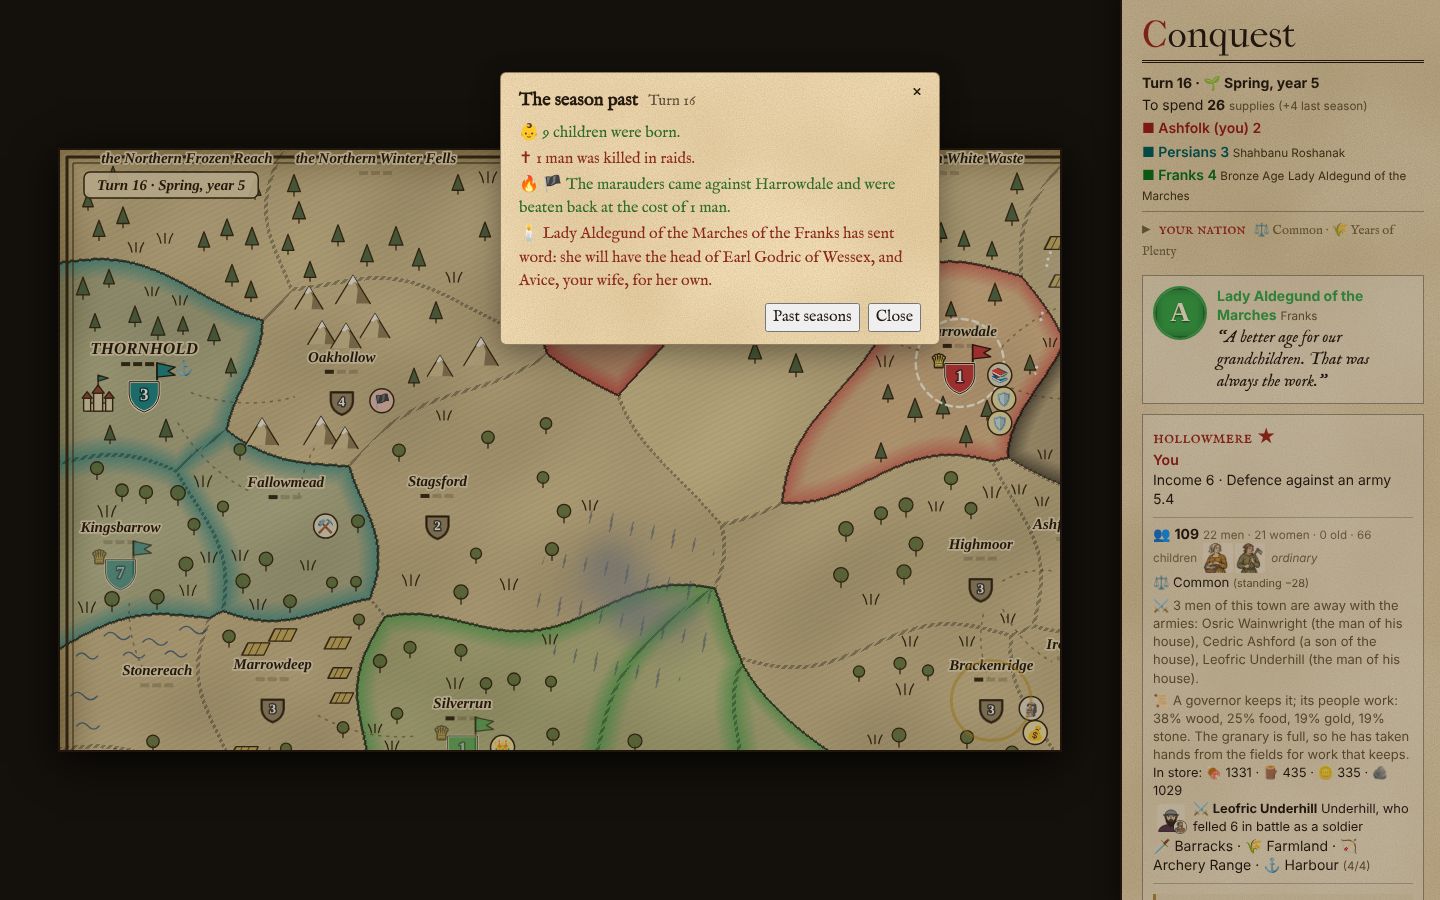 The season past Turn 16
×
👶 9 children were born.
✝ 1 man was killed in raids.
🔥 🏴 The marauders came against Harrowdale and were
beaten back at the cost of 1 man.
🕯 Lady Aldegund of the Marches of the Franks has sent
word: she will have the head of Earl Godric of Wessex, and
Avice, your wife, for her own.
Past seasons Close
the Northern Frozen Reach the Northern Winter Fells
White Waste
Turn 16 · Spring, year 5
THORNHOLD
3
Oakhollow
4
rrowdale
1
Fallowmead
Stagsford
2
Kingsbarrow
7
Highmoor
3
Ash
Stonereach
Marrowdeep
3
Brackenridge
3
Silverrun
1
Conquest
Turn 16 · 🌱 Spring, year 5
To spend 26 supplies (+4 last season)
Ashfolk (you) 2
Persians 3 Shahbanu Roshanak
Franks 4 Bronze Age Lady Aldegund of the
Marches
▶ YOUR NATION ⚖ Common · 🌾 Years of
Plenty
A
Lady Aldegund of the
Marches Franks
“A better age for our
grandchildren. That was
always the work.”
HOLLOWMERE ★
You
Income 6 · Defence against an army
5.4
👥 109 22 men · 21 women · 0 old · 66
children ordinary
⚖ Common (standing −28)
⚔ 3 men of this town are away with the
armies: Osric Wainwright (the man of his
house), Cedric Ashford (a son of the
house), Leofric Underhill (the man of his
house).
📜 A governor keeps it; its people work:
38% wood, 25% food, 19% gold, 19%
stone. The granary is full, so he has taken
hands from the fields for work that keeps.
In store: 🍖 1331 · 🪵 435 · 🪙 335 · 🪨
1029
⚔ Leofric Underhill Underhill, who
felled 6 in battle as a soldier
🗡 Barracks · 🌾 Farmland · 🏹
Archery Range · ⚓ Harbour (4/4)